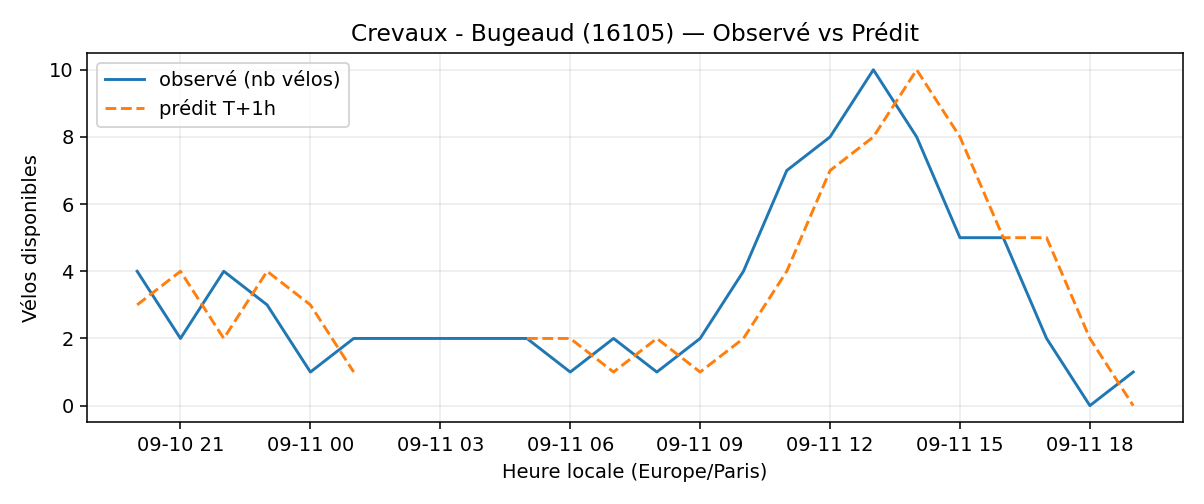 Crevaux - Bugeaud (16105) — Observé vs Prédit
observé (nb vélos)
prédit T+1h
Vélos disponibles
10
8
6
4
2
0
09-10 21
09-11 00
09-11 03
09-11 06
09-11 09
09-11 12
09-11 15
09-11 18
Heure locale (Europe/Paris)